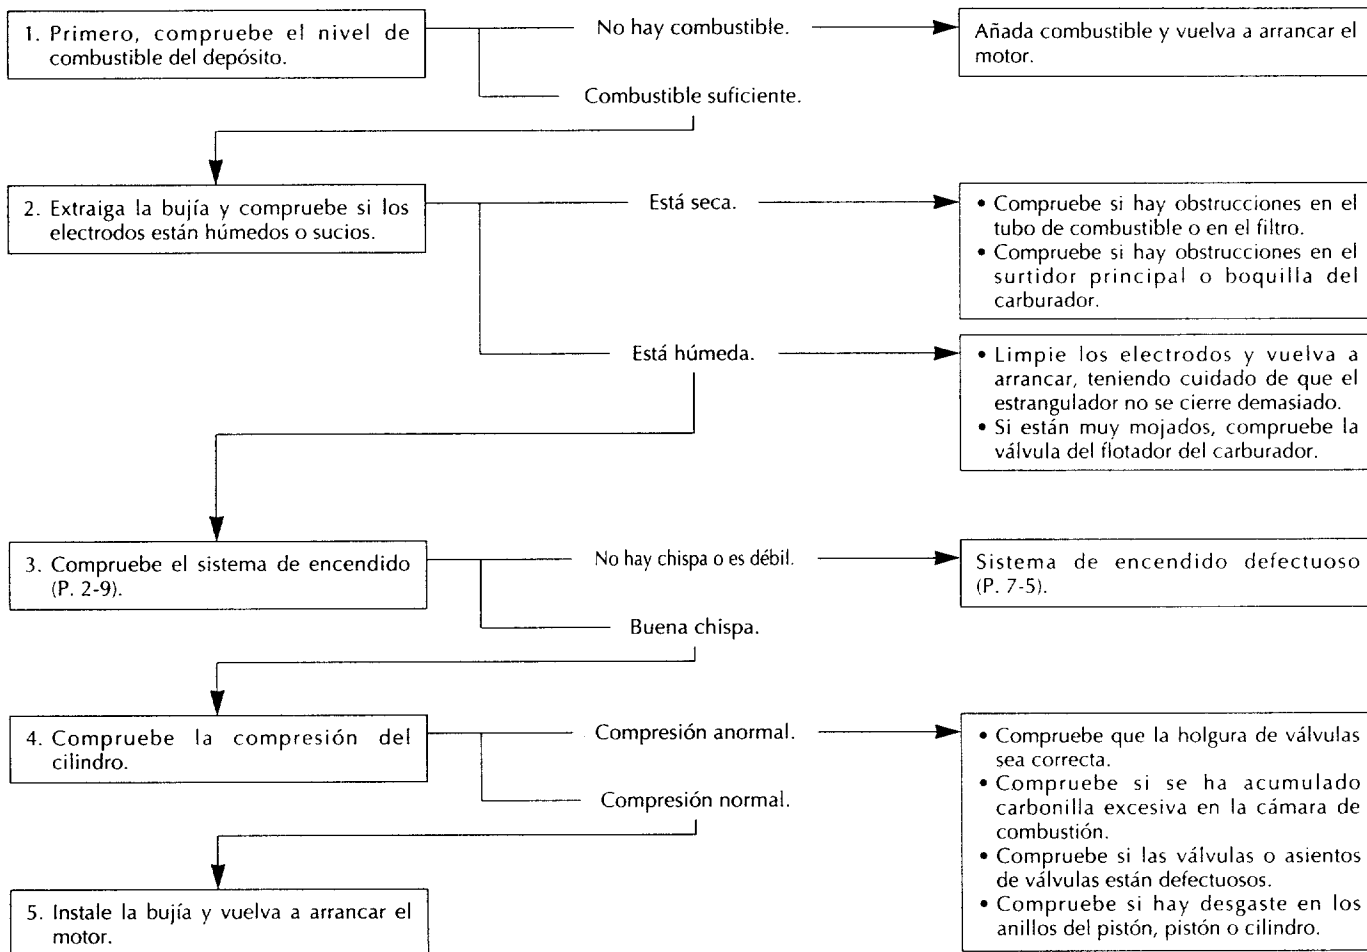 1. Primero, compruebe el nivel de
combustible del depósito.
No hay combustible.
Añada combustible y vuelva a arrancar el
motor.
Combustible suficiente.
2. Extraiga la bujía y compruebe si los
electrodos están húmedos o sucios.
Está seca.
• Compruebe si hay obstrucciones en el
tubo de combustible o en el filtro.
• Compruebe si hay obstrucciones en el
surtidor principal o boquilla del
carburador.
Está húmeda.
• Limpie los electrodos y vuelva a
arrancar, teniendo cuidado de que el
estrangulador no se cierre demasiado.
• Si están muy mojados, compruebe la
válvula del flotador del carburador.
3. Compruebe el sistema de encendido
(P. 2-9).
No hay chispa o es débil.
Sistema de encendido defectuoso
(P. 7-5).
Buena chispa.
4. Compruebe la compresión del
cilindro.
Compresión anormal.
• Compruebe que la holgura de válvulas
sea correcta.
• Compruebe si se ha acumulado
carbonilla excesiva en la cámara de
combustión.
• Compruebe si las válvulas o asientos
de válvulas están defectuosos.
• Compruebe si hay desgaste en los
anillos del pistón, pistón o cilindro.
Compresión normal.
5. Instale la bujía y vuelva a arrancar el
motor.